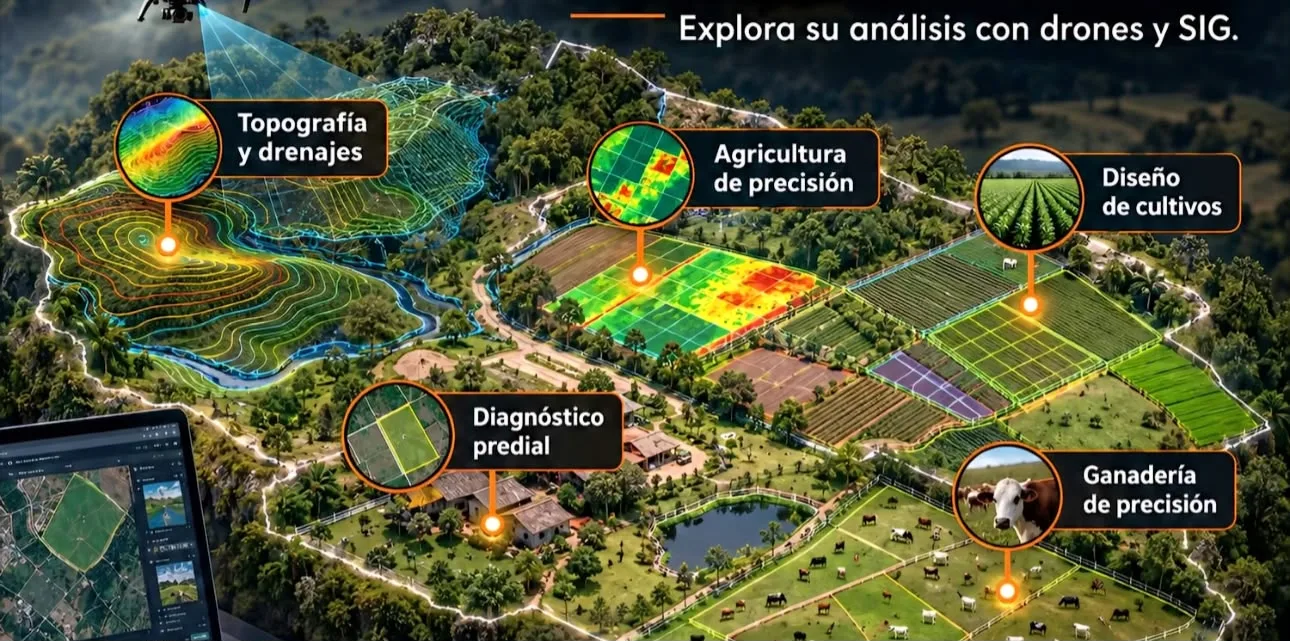 Explora su análisis con drones y SIG.
Topografía
y drenajes
Agricultura
de precisión
Diseño
de cultivos
Diagnóstico
predial
Ganadería
de precisión